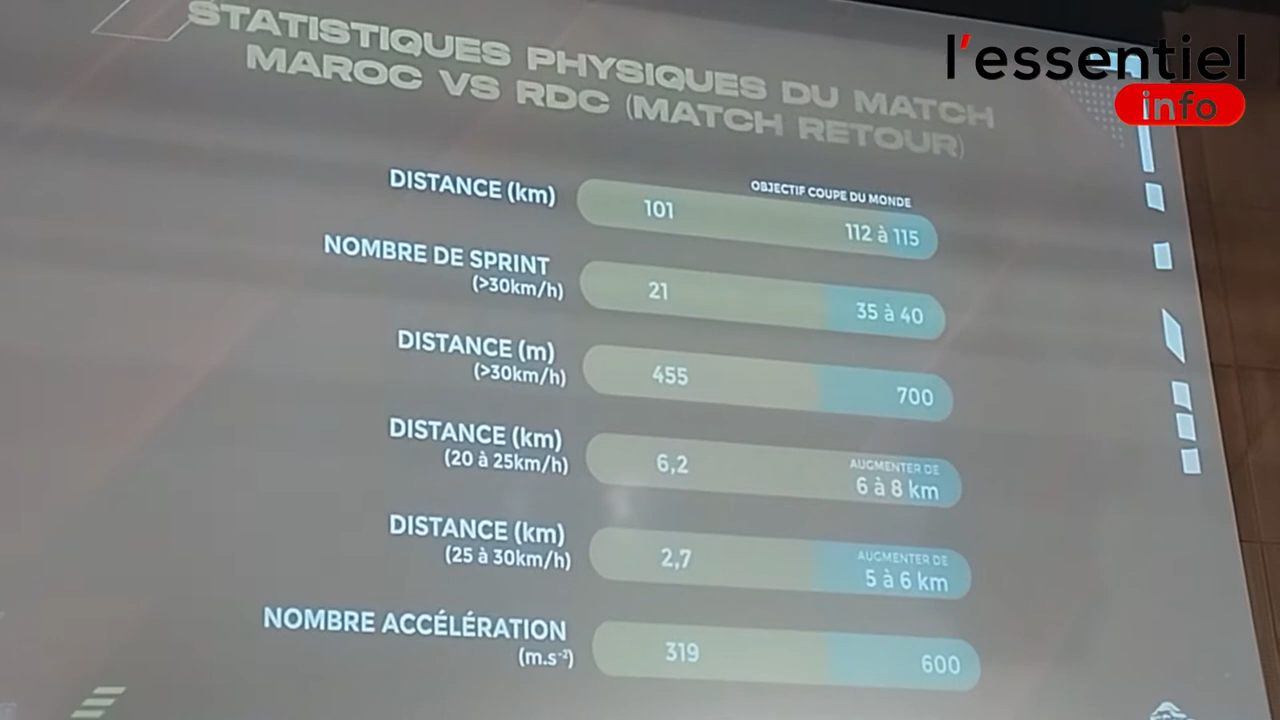 l'essentiel
info
STATISTIQUES PHYSIQUES DU MATCH
MAROC VS RDC (MATCH RETOUR)
OBJECTIF COUPE DU MONDE
DISTANCE (km) 101 112 à 115
NOMBRE DE SPRINT
(>30km/h) 21 35 à 40
DISTANCE (m)
(>30km/h) 455 700
DISTANCE (km)
(20 à 25km/h) 6,2 AUGMENTER DE
6 à 8 km
DISTANCE (km)
(25 à 30km/h) 2,7 AUGMENTER DE
5 à 6 km
NOMBRE ACCÉLÉRATION
(m.s⁻²) 319 600